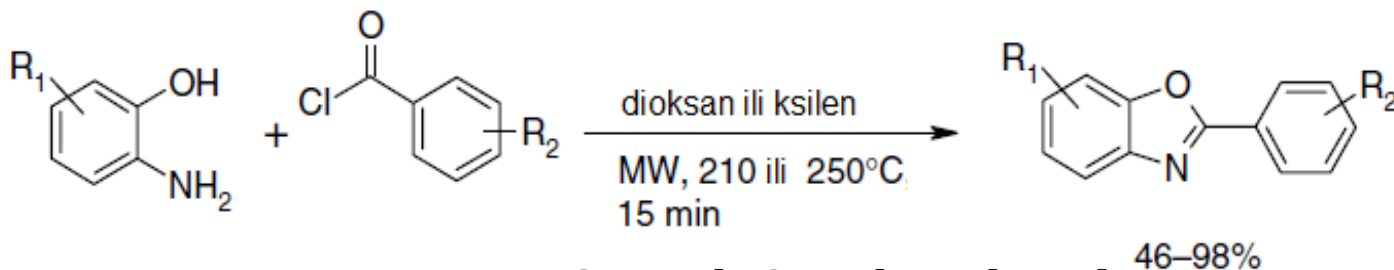 R1
OH
NH2
+
O
Cl
R2
dioksan ili ksilen
MW, 210 ili 250°C,
15 min
R1
O
N
R2
46–98%